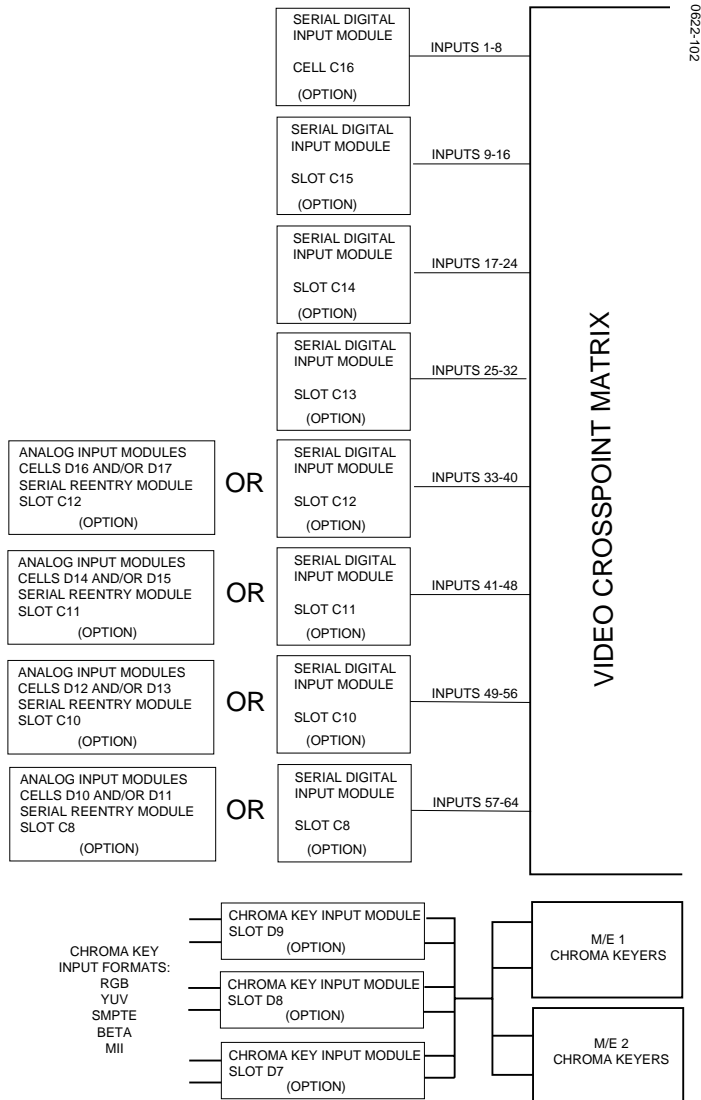 0622-102
SERIAL DIGITAL
INPUT MODULE
CELL C16
(OPTION)
INPUTS 1-8
SERIAL DIGITAL
INPUT MODULE
SLOT C15
(OPTION)
INPUTS 9-16
SERIAL DIGITAL
INPUT MODULE
SLOT C14
(OPTION)
INPUTS 17-24
SERIAL DIGITAL
INPUT MODULE
SLOT C13
(OPTION)
INPUTS 25-32
VIDEO CROSSPOINT MATRIX
ANALOG INPUT MODULES
CELLS D16 AND/OR D17
SERIAL REENTRY MODULE
SLOT C12
(OPTION)
OR
SERIAL DIGITAL
INPUT MODULE
SLOT C12
(OPTION)
INPUTS 33-40
ANALOG INPUT MODULES
CELLS D14 AND/OR D15
SERIAL REENTRY MODULE
SLOT C11
(OPTION)
OR
SERIAL DIGITAL
INPUT MODULE
SLOT C11
(OPTION)
INPUTS 41-48
ANALOG INPUT MODULES
CELLS D12 AND/OR D13
SERIAL REENTRY MODULE
SLOT C10
(OPTION)
OR
SERIAL DIGITAL
INPUT MODULE
SLOT C10
(OPTION)
INPUTS 49-56
ANALOG INPUT MODULES
CELLS D10 AND/OR D11
SERIAL REENTRY MODULE
SLOT C8
(OPTION)
OR
SERIAL DIGITAL
INPUT MODULE
SLOT C8
(OPTION)
INPUTS 57-64
CHROMA KEY
INPUT FORMATS:
RGB
YUV
SMPTE
BETA
MII
CHROMA KEY INPUT MODULE
SLOT D9
(OPTION)
CHROMA KEY INPUT MODULE
SLOT D8
(OPTION)
CHROMA KEY INPUT MODULE
SLOT D7
(OPTION)
M/E 1
CHROMA KEYERS
M/E 2
CHROMA KEYERS